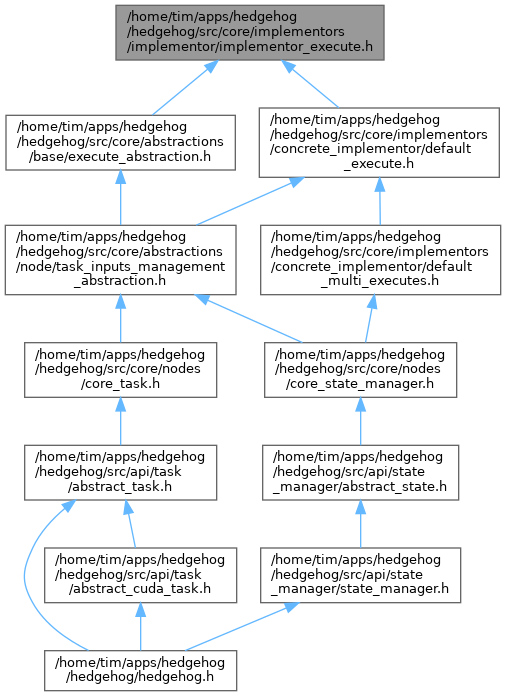 /home/tim/apps/hedgehog
/hedgehog/src/core/implementors
/implementor/implementor_execute.h
/home/tim/apps/hedgehog
/hedgehog/src/core/abstractions
/base/execute_abstraction.h
/home/tim/apps/hedgehog
/hedgehog/src/core/implementors
/concrete_implementor/default
_execute.h
/home/tim/apps/hedgehog
/hedgehog/src/core/abstractions
/node/task_inputs_management
_abstraction.h
/home/tim/apps/hedgehog
/hedgehog/src/core/implementors
/concrete_implementor/default
_multi_executes.h
/home/tim/apps/hedgehog
/hedgehog/src/core/nodes
/core_task.h
/home/tim/apps/hedgehog
/hedgehog/src/core/nodes
/core_state_manager.h
/home/tim/apps/hedgehog
/hedgehog/src/api/task
/abstract_task.h
/home/tim/apps/hedgehog
/hedgehog/src/api/state
_manager/abstract_state.h
/home/tim/apps/hedgehog
/hedgehog/src/api/task
/abstract_cuda_task.h
/home/tim/apps/hedgehog
/hedgehog/src/api/state
_manager/state_manager.h
/home/tim/apps/hedgehog
/hedgehog/hedgehog.h